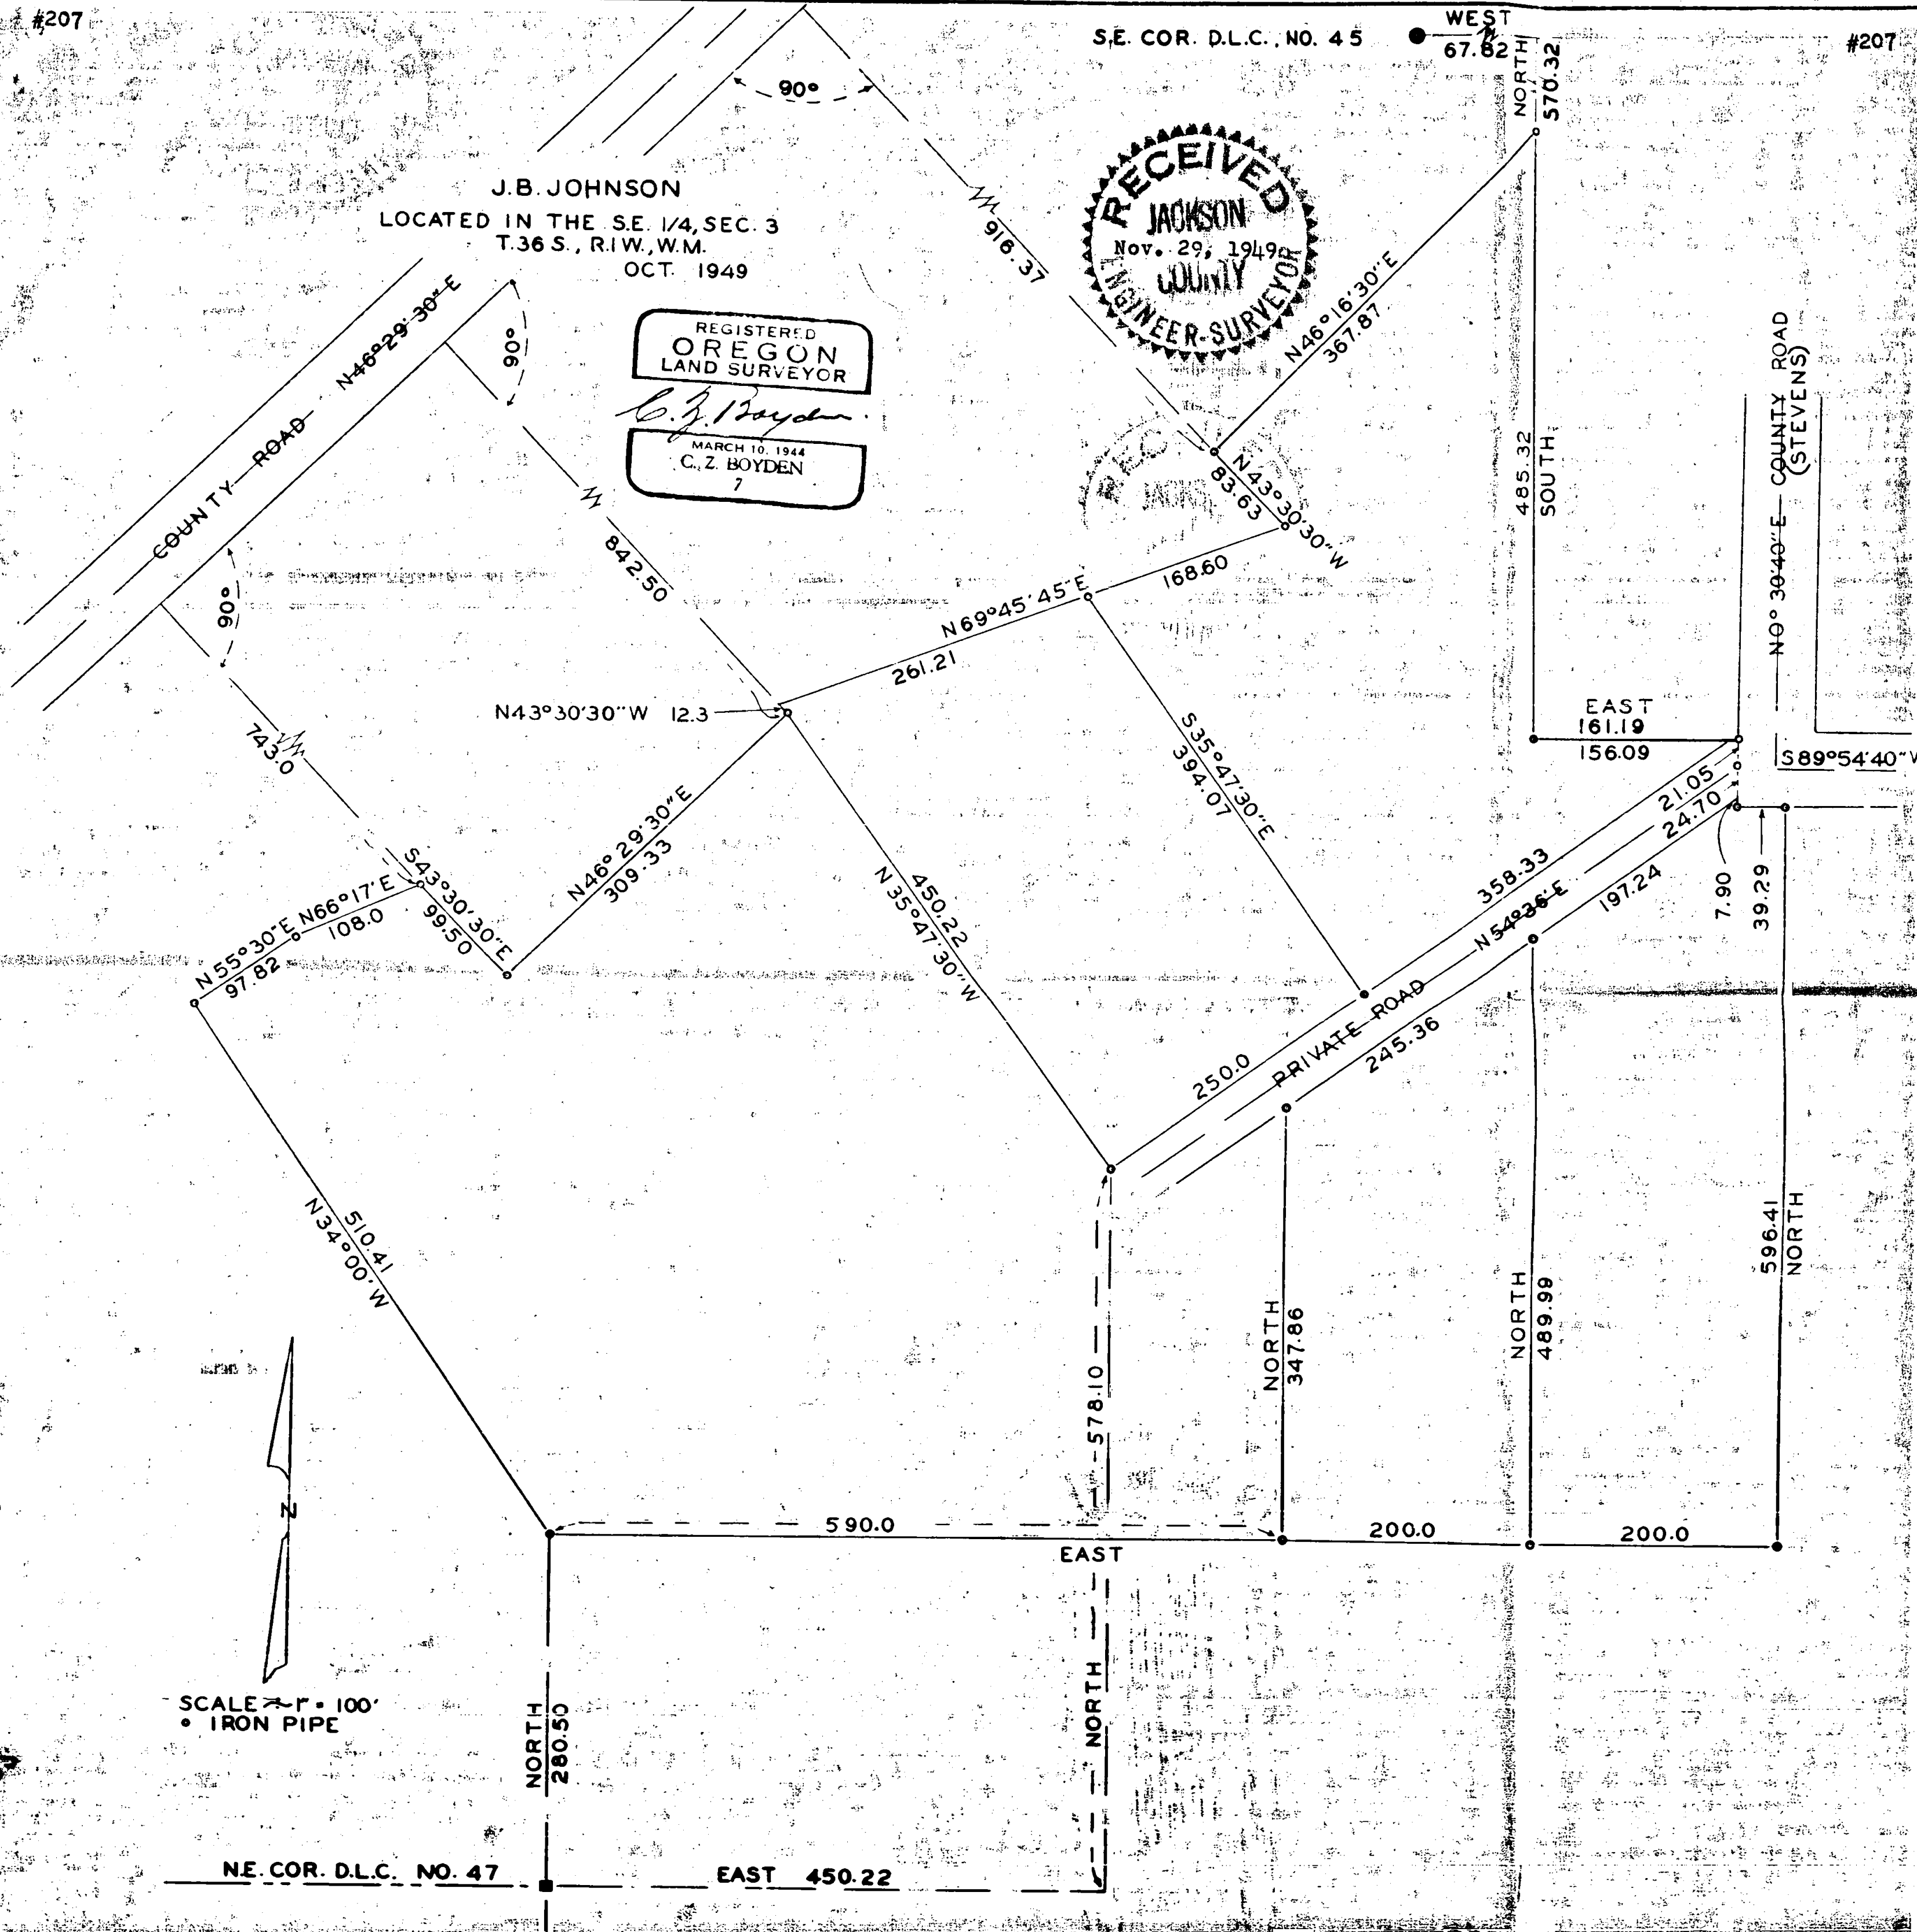 #207
S.E. COR. D.L.C., NO. 45
WEST
67.82
NORTH
570.32
#207
90°
J.B. JOHNSON
LOCATED IN THE S.E. 1/4, SEC. 3
T.36 S., R.1 W., W.M.
OCT. 1949
916.37
RECEIVED
JACKSON
Nov. 29, 1949
COUNTY
ENGINEER-SURVEYOR
N46°16'30"E
367.87
COUNTY ROAD N46°29'30"E
90°
REGISTERED
OREGON
LAND SURVEYOR
C. Z. Boyden
MARCH 10, 1944
C. Z. BOYDEN
7
485.32
SOUTH
N0°30'40"E COUNTY ROAD
(STEVENS)
REC
JACKS
N43°30'30"W
83.63
842.50
90°
N69°45'45"E
261.21
168.60
N43°30'30"W 12.3
743.0
S35°47'30"E
394.07
EAST
161.19
156.09
S89°54'40"W
21.05
24.70
7.90
39.29
N46°29'30"E
309.33
S43°30'30"E
99.50
N66°17'E
108.0
N55°30'E
97.82
450.22
N35°47'30"W
358.33
N54°36'E
197.24
250.0
PRIVATE ROAD
245.36
510.41
N34°00'W
578.10
NORTH
347.86
NORTH
489.99
596.41
NORTH
590.0
200.0
200.0
EAST
N
SCALE 1" = 100'
° IRON PIPE
NORTH
280.50
NORTH
N.E. COR. D.L.C. NO. 47
EAST 450.22